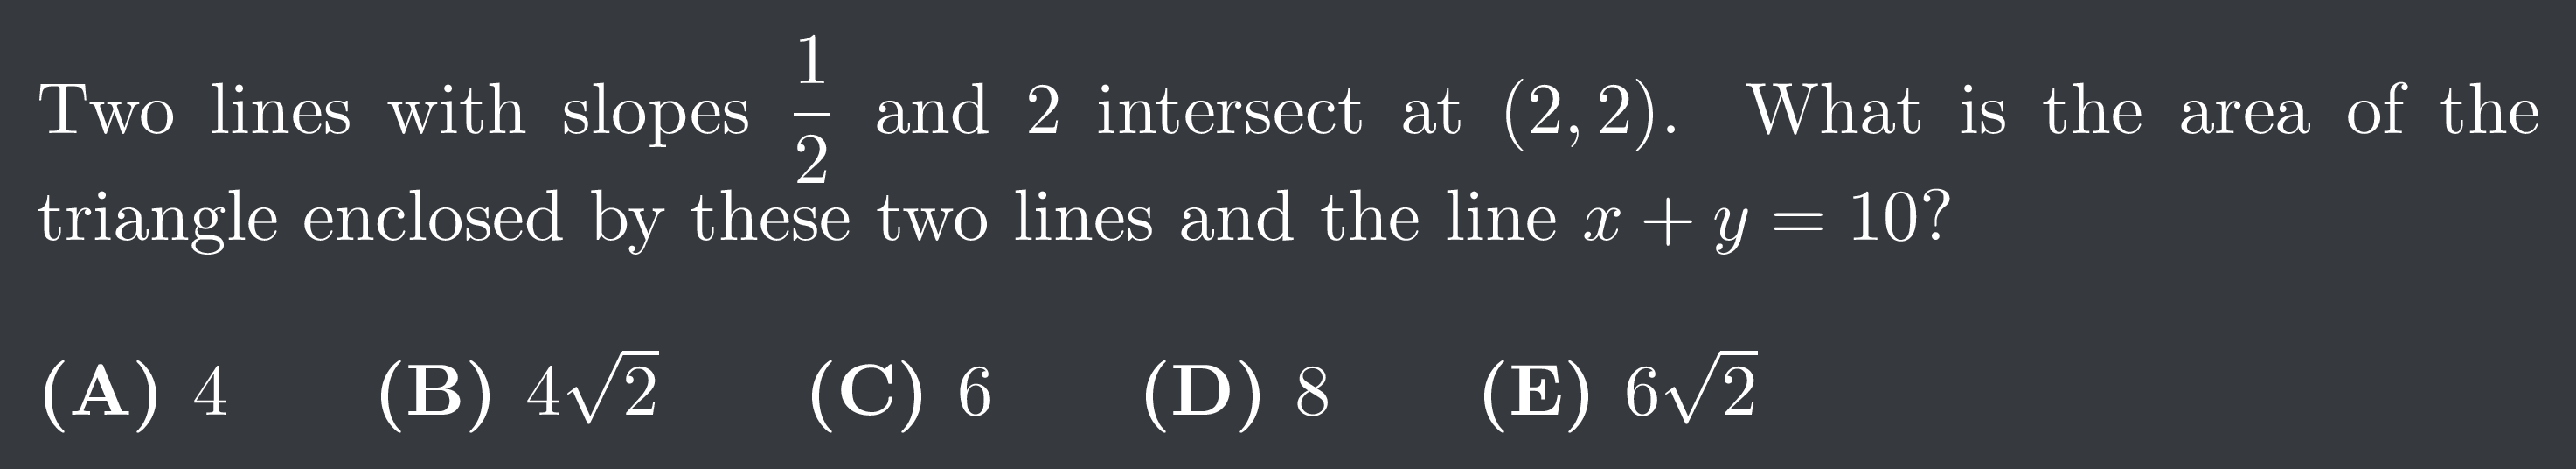 Two lines with slopes $\frac{1}{2}$ and 2 intersect at $(2, 2)$. What is the area of the
triangle enclosed by these two lines and the line $x + y = 10$?
(A) 4 (B) $4\sqrt{2}$ (C) 6 (D) 8 (E) $6\sqrt{2}$